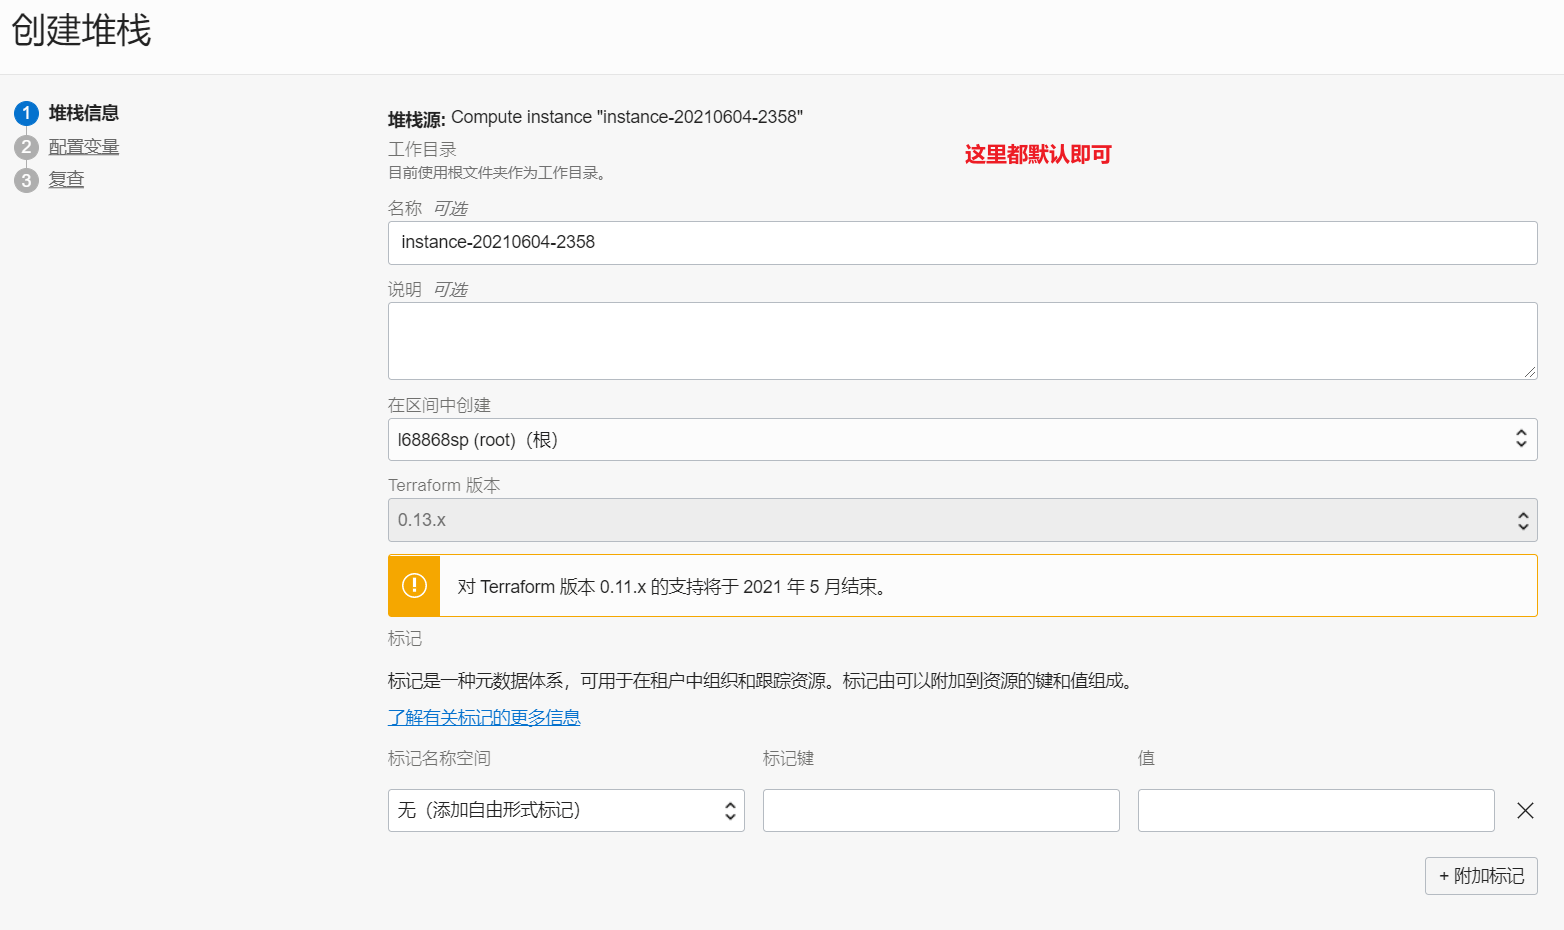 创建堆栈
1 堆栈信息
2 配置变量
3 复查
堆栈源: Compute instance "instance-20210604-2358"
这里都默认即可
工作目录
目前使用根文件夹作为工作目录。
名称 可选
instance-20210604-2358
说明 可选
在区间中创建
l68868sp (root)（根）
Terraform 版本
0.13.x
对 Terraform 版本 0.11.x 的支持将于 2021 年 5 月结束。
标记
标记是一种元数据体系，可用于在租户中组织和跟踪资源。标记由可以附加到资源的键和值组成。
了解有关标记的更多信息
标记名称空间 标记键 值
无（添加自由形式标记）
+ 附加标记